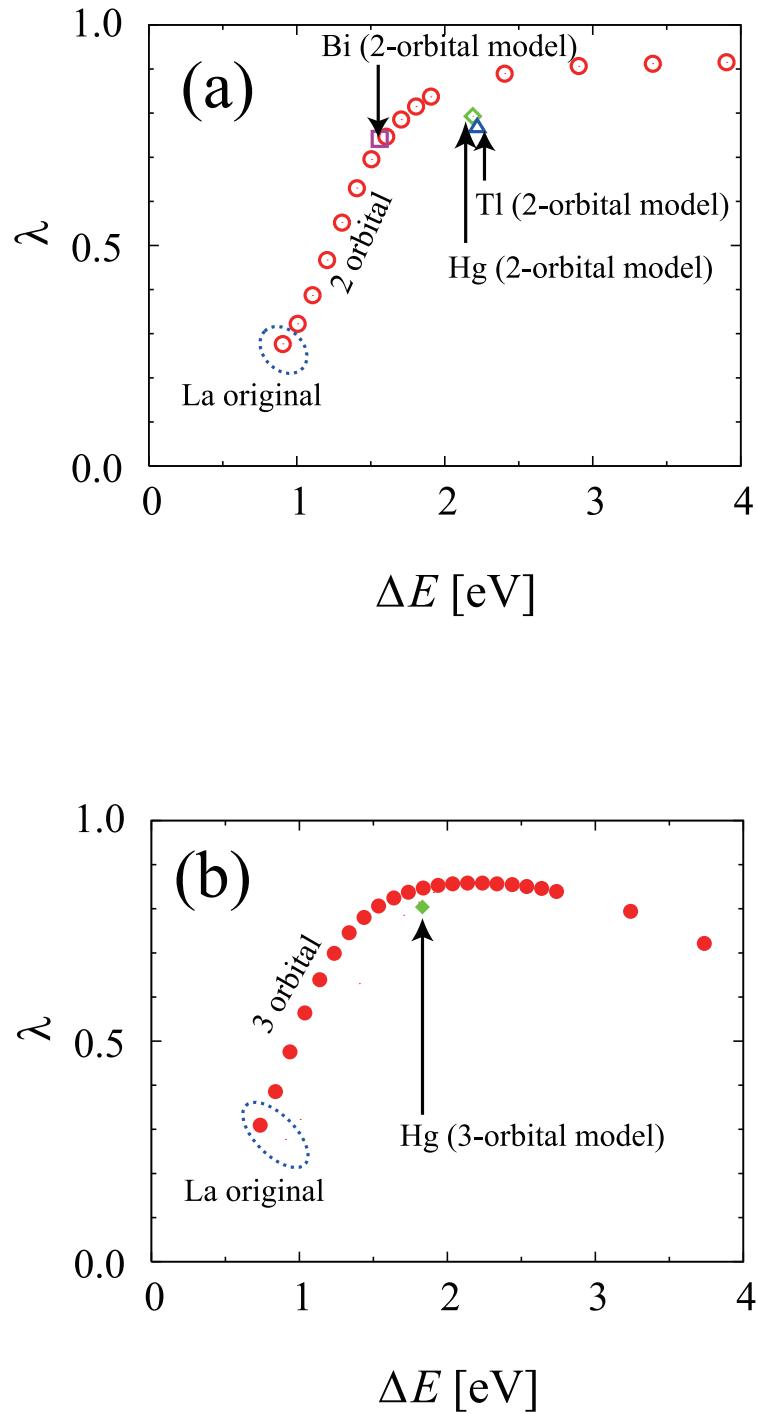 (a)
Bi (2-orbital model)
1.0
0.5
0.0
λ
2 orbital
Tl (2-orbital model)
Hg (2-orbital model)
La original
0 1 2 3 4
ΔE [eV]
(b)
1.0
0.5
0.0
λ
3 orbital
Hg (3-orbital model)
La original
0 1 2 3 4
ΔE [eV]